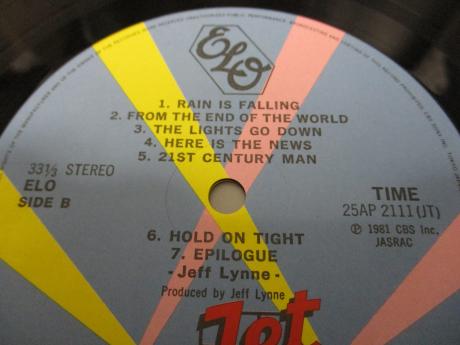 ELO
1. RAIN IS FALLING
2. FROM THE END OF THE WORLD
3. THE LIGHTS GO DOWN
4. HERE IS THE NEWS
5. 21ST CENTURY MAN
33⅓ STEREO
ELO
SIDE B
TIME
25AP 2111 (JT)
Ⓟ 1981 CBS Inc.
JASRAC
6. HOLD ON TIGHT
7. EPILOGUE
- Jeff Lynne -
Produced by Jeff Lynne
Jet